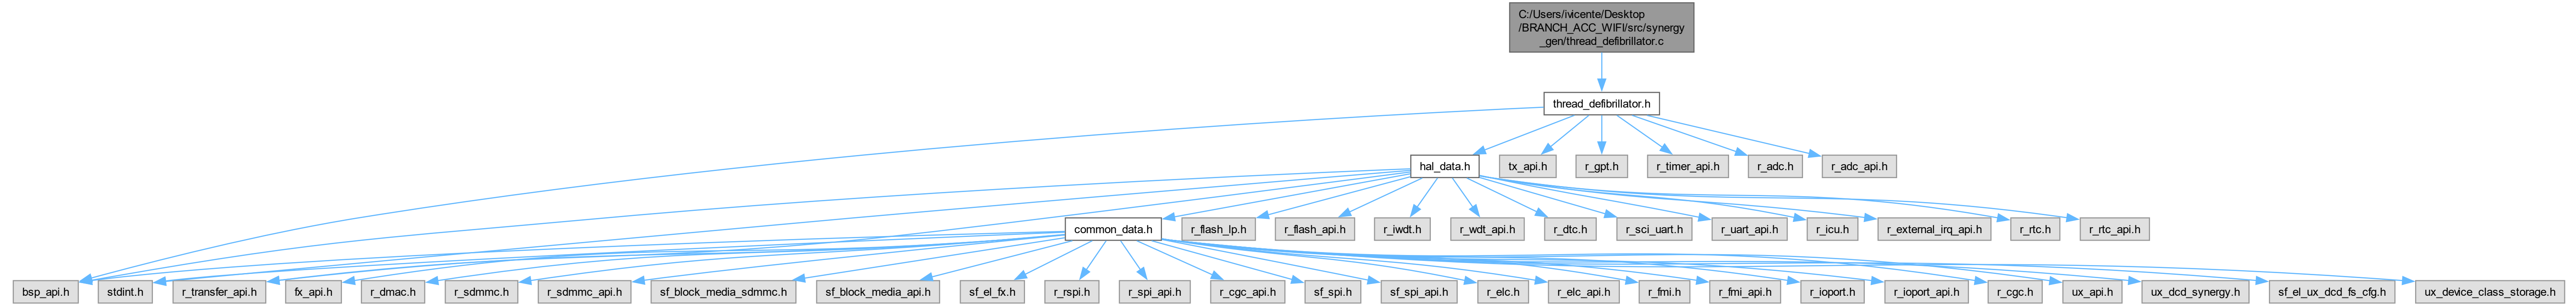 C:/Users/ivicente/Desktop
/BRANCH_ACC_WIFI/src/synergy
_gen/thread_defibrillator.c
thread_defibrillator.h
hal_data.h
tx_api.h
r_gpt.h
r_timer_api.h
r_adc.h
r_adc_api.h
common_data.h
r_flash_lp.h
r_flash_api.h
r_iwdt.h
r_wdt_api.h
r_dtc.h
r_sci_uart.h
r_uart_api.h
r_icu.h
r_external_irq_api.h
r_rtc.h
r_rtc_api.h
bsp_api.h
stdint.h
r_transfer_api.h
fx_api.h
r_dmac.h
r_sdmmc.h
r_sdmmc_api.h
sf_block_media_sdmmc.h
sf_block_media_api.h
sf_el_fx.h
r_rspi.h
r_spi_api.h
r_cgc_api.h
sf_spi.h
sf_spi_api.h
r_elc.h
r_elc_api.h
r_fmi.h
r_fmi_api.h
r_ioport.h
r_ioport_api.h
r_cgc.h
ux_api.h
ux_dcd_synergy.h
sf_el_ux_dcd_fs_cfg.h
ux_device_class_storage.h